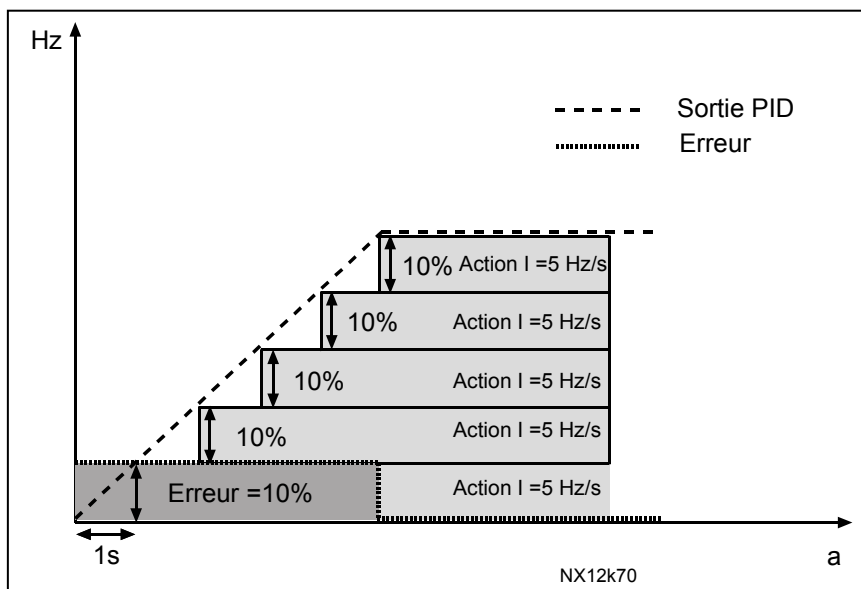 Hz
Sortie PID
Erreur
10% Action I =5 Hz/s
10% Action I =5 Hz/s
10% Action I =5 Hz/s
10% Action I =5 Hz/s
Erreur =10% Action I =5 Hz/s
1s
a
NX12k70